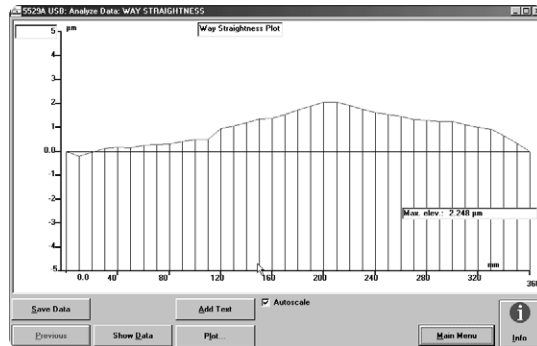 5529A USB: Analyze Data: WAY STRAIGHTNESS
5 µm
Way Straightness Plot
4
3
2
1
0.0
-1
-2
-3
-4
-5
Max. elev.: 2.248 µm
mm
0.0 40 80 120 160 200 240 280 320 360
Save Data
Add Text
Autoscale
Previous
Show Data
Plot...
Main Menu
Info